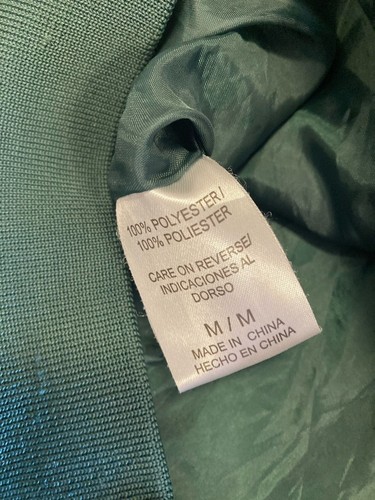 100% POLYESTER/
100% POLIESTER
CARE ON REVERSE/
INDICACIONES AL
DORSO
M / M
MADE IN CHINA
HECHO EN CHINA